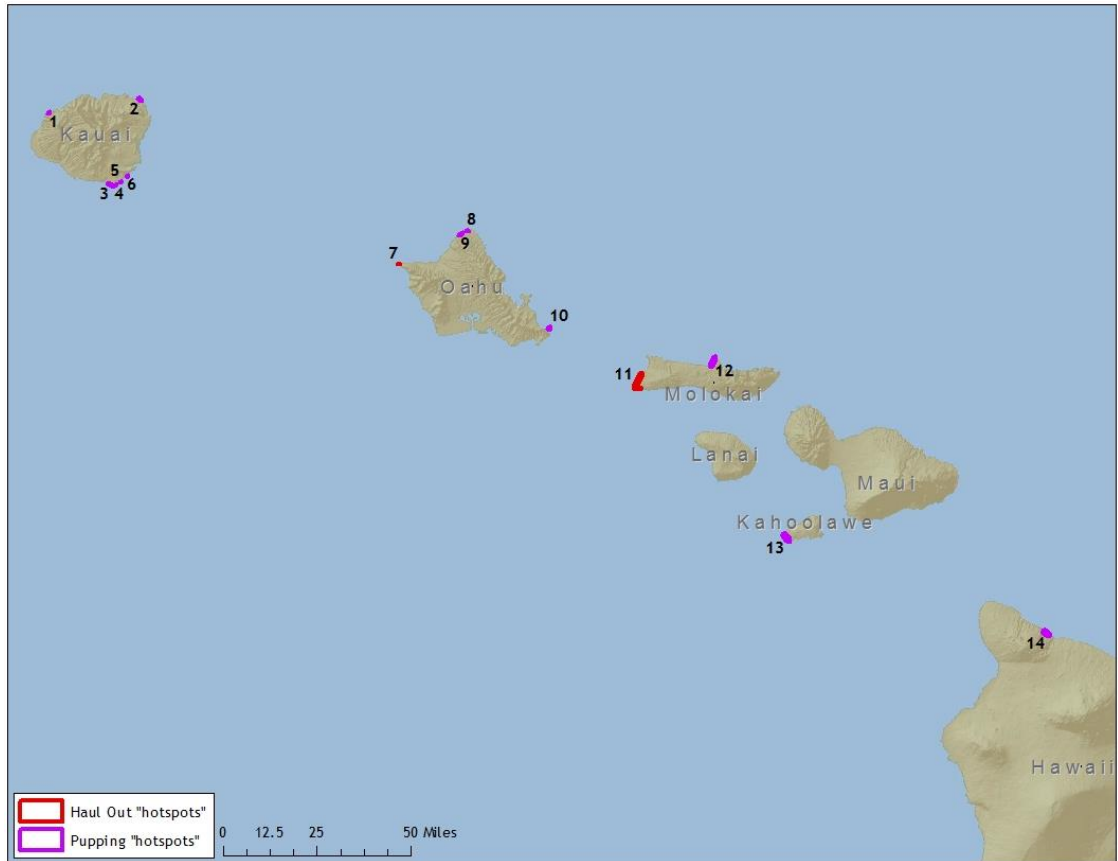 2
1
Kauai
5
3 4 6
8
7
9
Oahu
10
11
12
Molokai
Lanai
Maui
Kahoolawe
13
14
Hawaii
Haul Out "hotspots"
Pupping "hotspots"
0 12.5 25 50 Miles